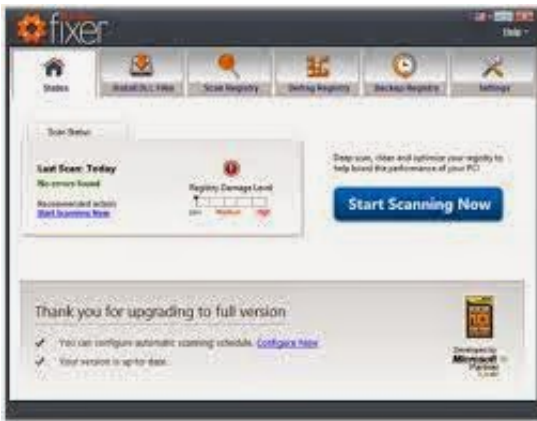 fixer
Help
Status
Install DLL Files
Scan Registry
Defrag Registry
Backup Registry
Settings
Scan Status
Last Scan: Today
No errors found
Recommended action:
Start Scanning Now
Registry Damage Level
Low Medium High
Deep scan, clean and optimize your registry to
help boost the performance of your PC!
Start Scanning Now
Thank you for upgrading to full version
You can configure automatic scanning schedule. Configure Now
Your version is up-to-date.
Developed by
Microsoft
Partner